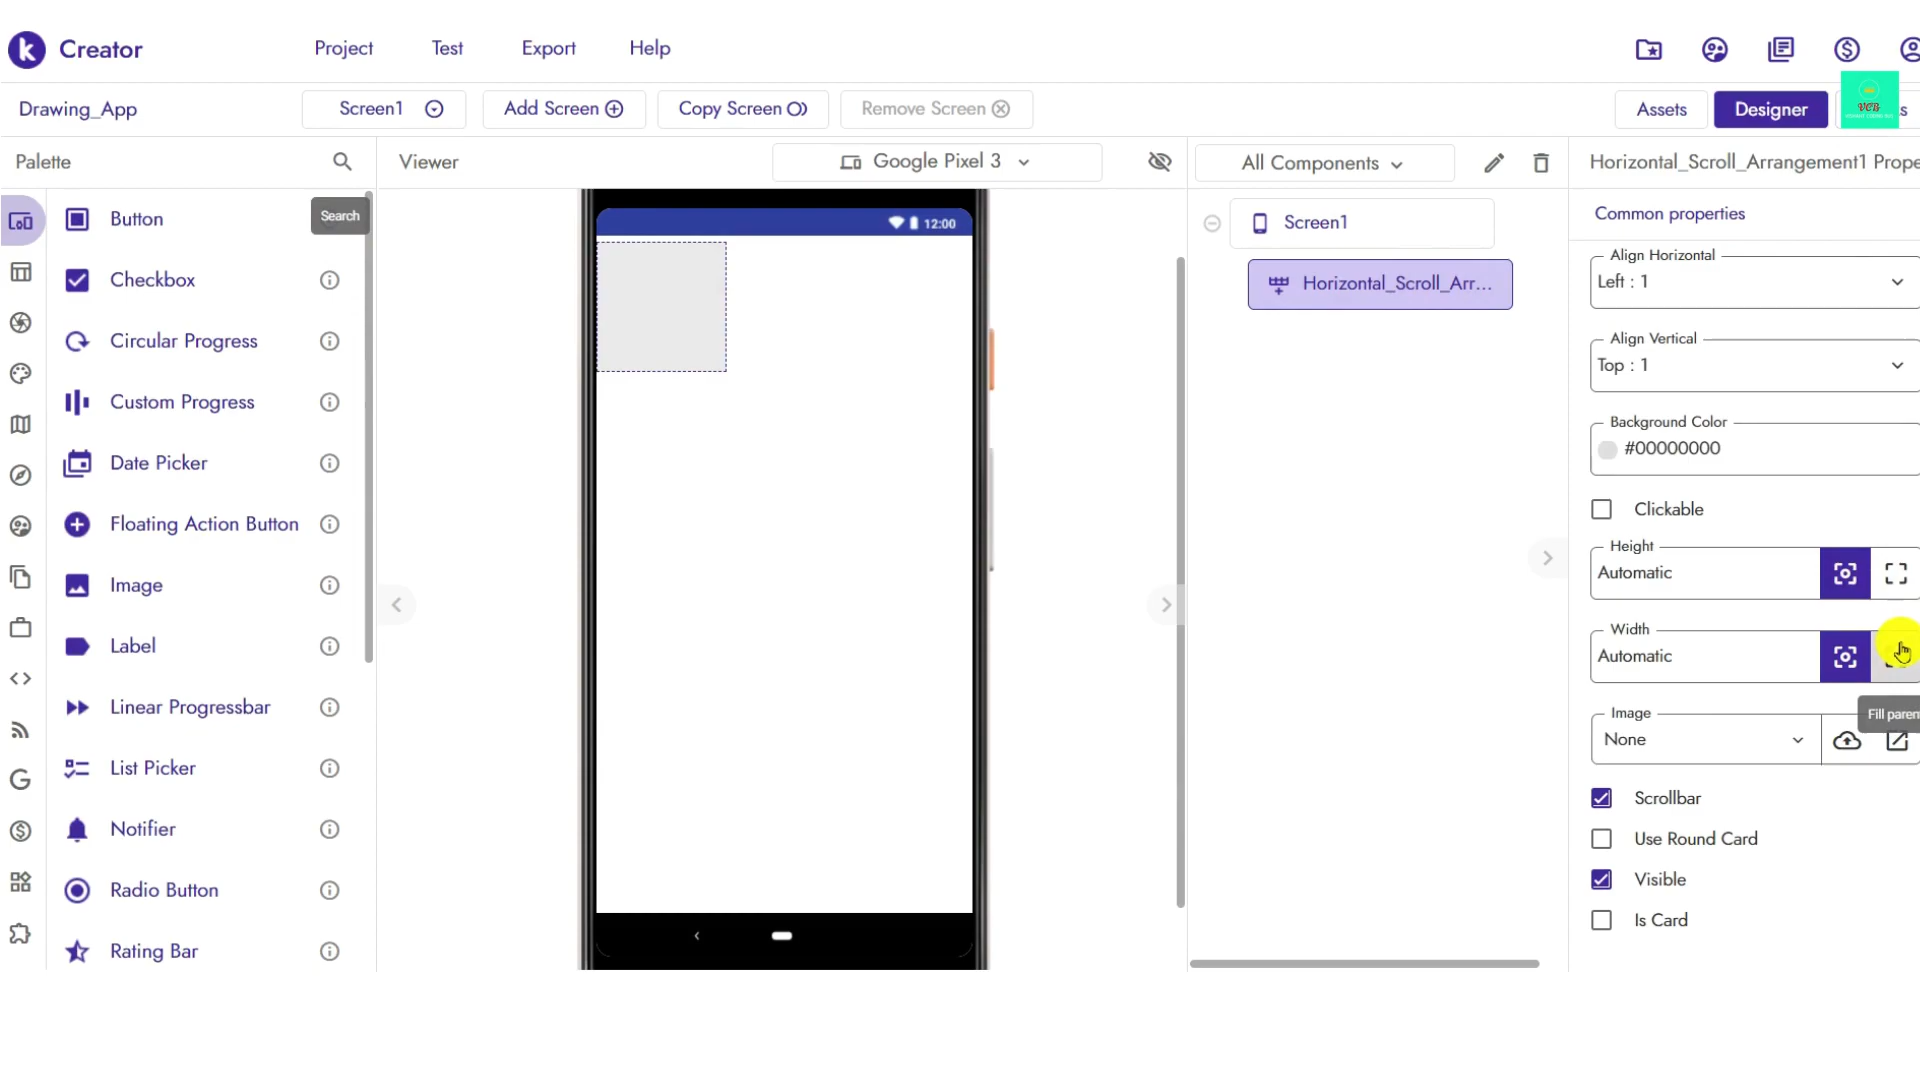 Creator
Project
Test
Export
Help
Drawing_App
Screen1
Add Screen
Copy Screen
Remove Screen
Assets
Designer
VCB
s
Palette
Viewer
Google Pixel 3
All Components
Horizontal_Scroll_Arrangement1 Prope
Button
Search
Checkbox
Circular Progress
Custom Progress
Date Picker
Floating Action Button
Image
Label
Linear Progressbar
List Picker
Notifier
Radio Button
Rating Bar
12:00
Screen1
Horizontal_Scroll_Arr...
Common properties
Align Horizontal
Left : 1
Align Vertical
Top : 1
Background Color
#00000000
Clickable
Height
Automatic
Width
Automatic
Fill paren
Image
None
Scrollbar
Use Round Card
Visible
Is Card